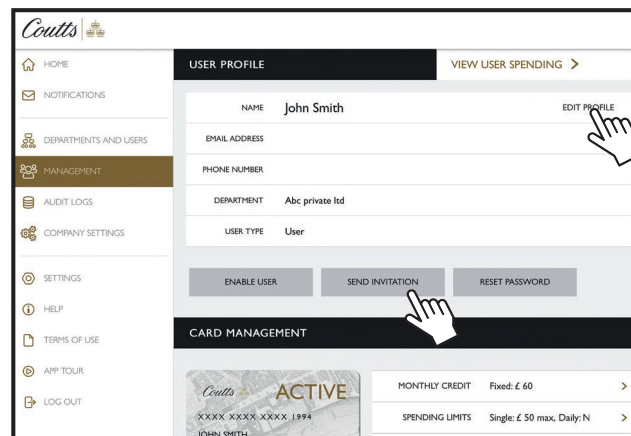 Coutts
HOME
NOTIFICATIONS
DEPARTMENTS AND USERS
MANAGEMENT
AUDIT LOGS
COMPANY SETTINGS
SETTINGS
HELP
TERMS OF USE
APP TOUR
LOG OUT
USER PROFILE VIEW USER SPENDING
NAME John Smith EDIT PROFILE
EMAIL ADDRESS
PHONE NUMBER
DEPARTMENT Abc private ltd
USER TYPE User
ENABLE USER SEND INVITATION RESET PASSWORD
CARD MANAGEMENT
Coutts ACTIVE
XXXX XXXX XXXX 1994
JOHN SMITH
MONTHLY CREDIT Fixed: £ 60
SPENDING LIMITS Single: £ 50 max, Daily: N